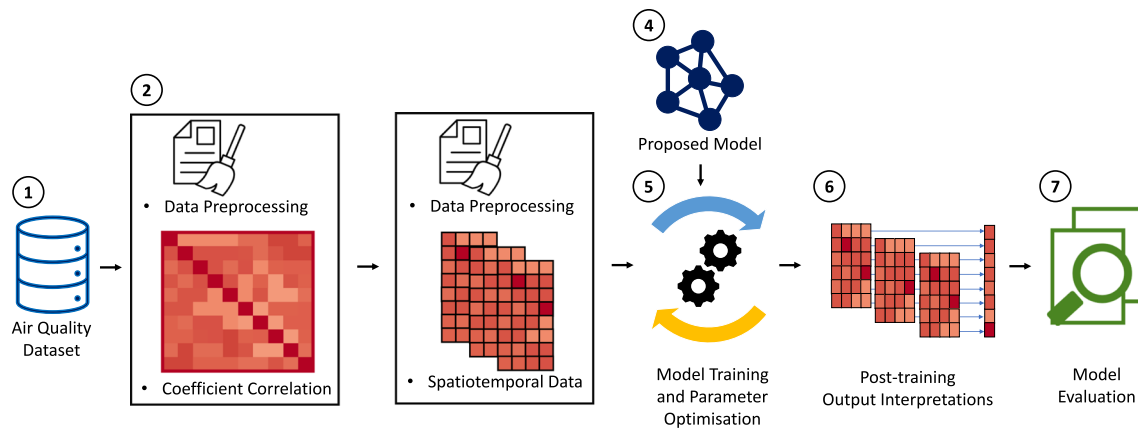 1
Air Quality
Dataset
2
• Data Preprocessing
• Coefficient Correlation
• Data Preprocessing
• Spatiotemporal Data
4
Proposed Model
5
Model Training
and Parameter
Optimisation
6
Post-training
Output Interpretations
7
Model
Evaluation